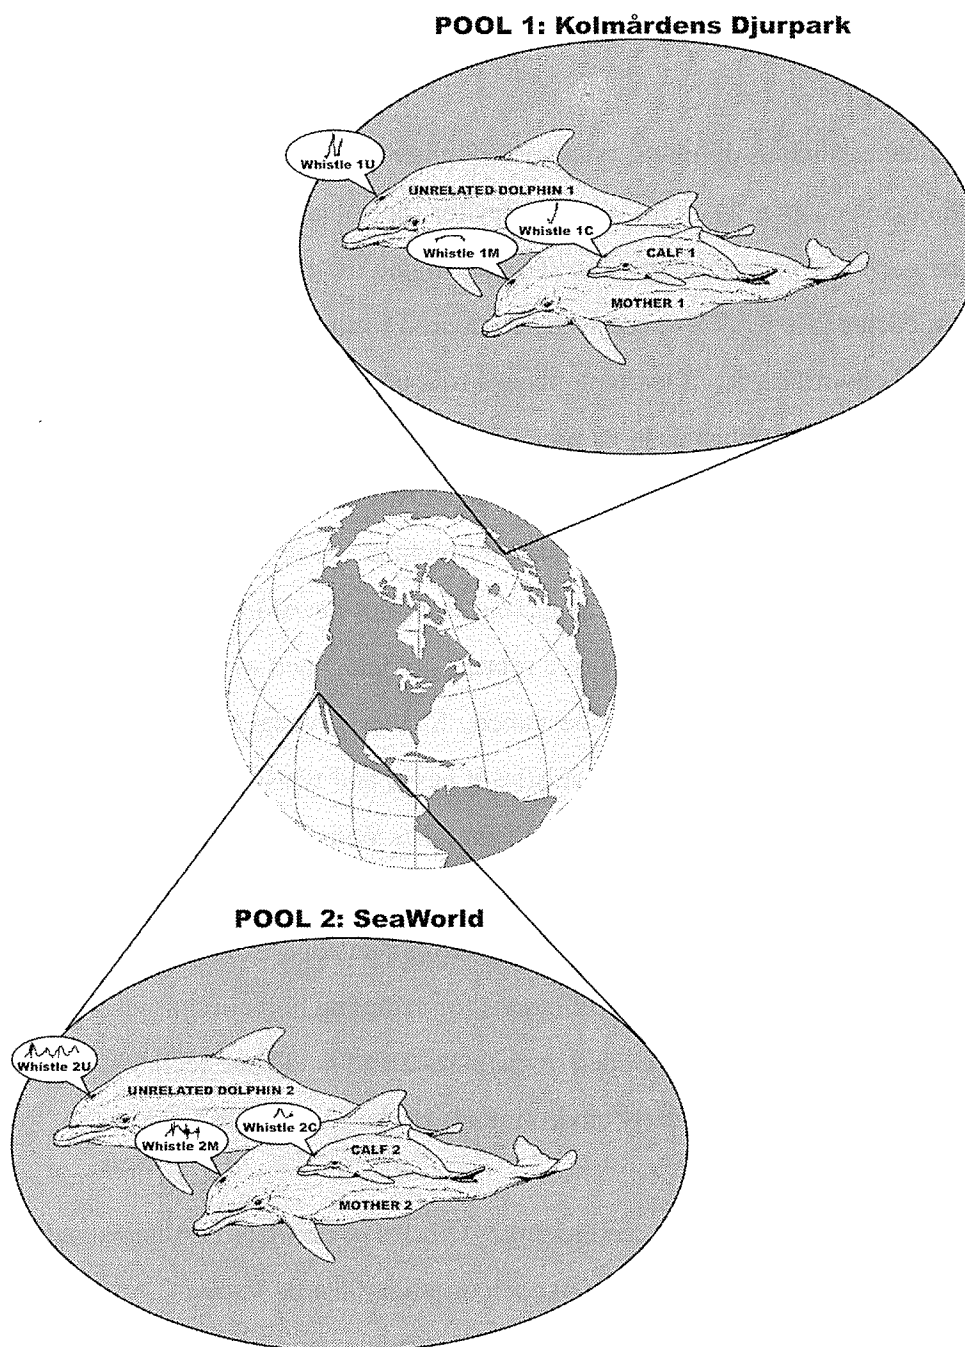 POOL 1: Kolmårdens Djurpark
Whistle 1U
UNRELATED DOLPHIN 1
Whistle 1C
Whistle 1M
CALF 1
MOTHER 1
POOL 2: SeaWorld
Whistle 2U
UNRELATED DOLPHIN 2
Whistle 2C
Whistle 2M
CALF 2
MOTHER 2